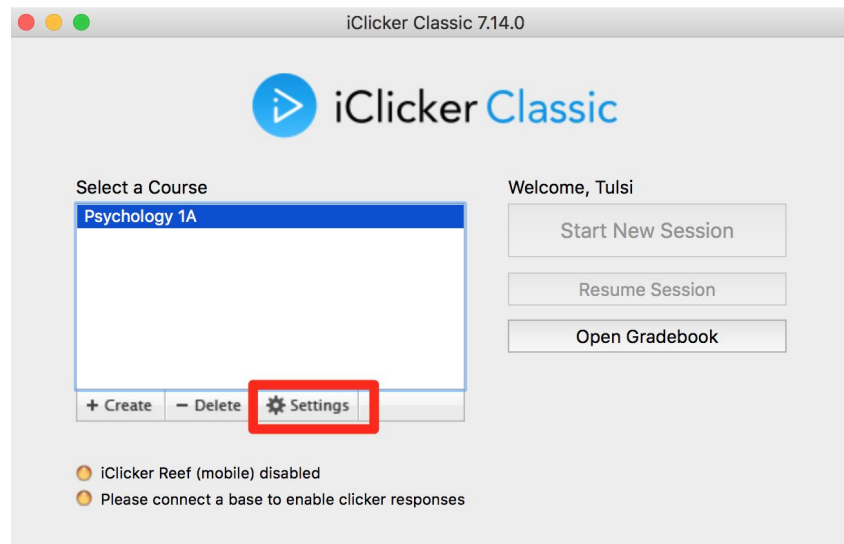 iClicker Classic 7.14.0
iClicker Classic
Select a Course
Psychology 1A
+ Create
− Delete
Settings
Welcome, Tulsi
Start New Session
Resume Session
Open Gradebook
iClicker Reef (mobile) disabled
Please connect a base to enable clicker responses